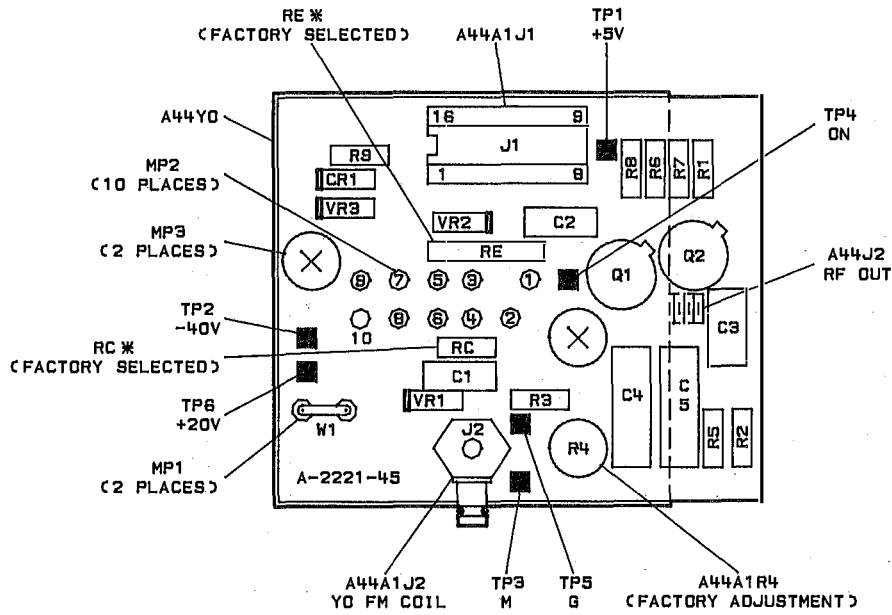 RE *
(FACTORY SELECTED)
A44A1J1
TP1
+5V
A44YO
TP4
ON
16 9
J1
1 8
R9
CR1
VR3
R8
R6
R7
R1
MP2
(10 PLACES)
VR2
C2
MP3
(2 PLACES)
RE
Q1
Q2
A44J2
RF OUT
9 7 5 3 1
TP2
-40V
10 8 6 4 2
C3
RC *
(FACTORY SELECTED)
RC
C1
C4
C5
TP6
+20V
VR1
R3
W1
J2
R4
R5
R2
MP1
(2 PLACES)
A-2221-45
A44A1J2
YO FM COIL
TP3
M
TP5
G
A44A1R4
(FACTORY ADJUSTMENT)